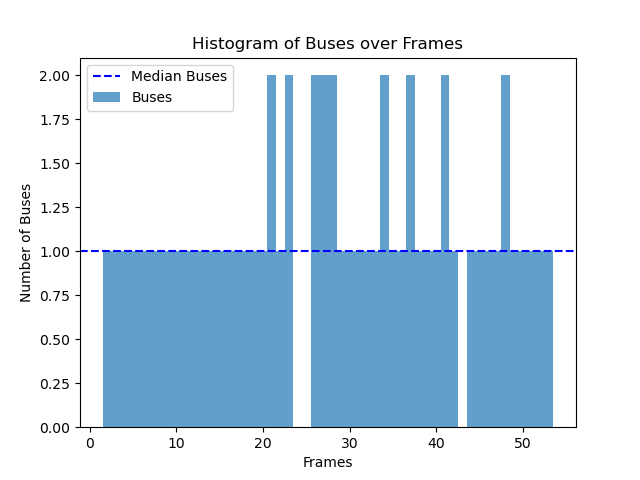 Histogram of Buses over Frames
Median Buses
Buses
Number of Buses
2.00
1.75
1.50
1.25
1.00
0.75
0.50
0.25
0.00
0 10 20 30 40 50
Frames